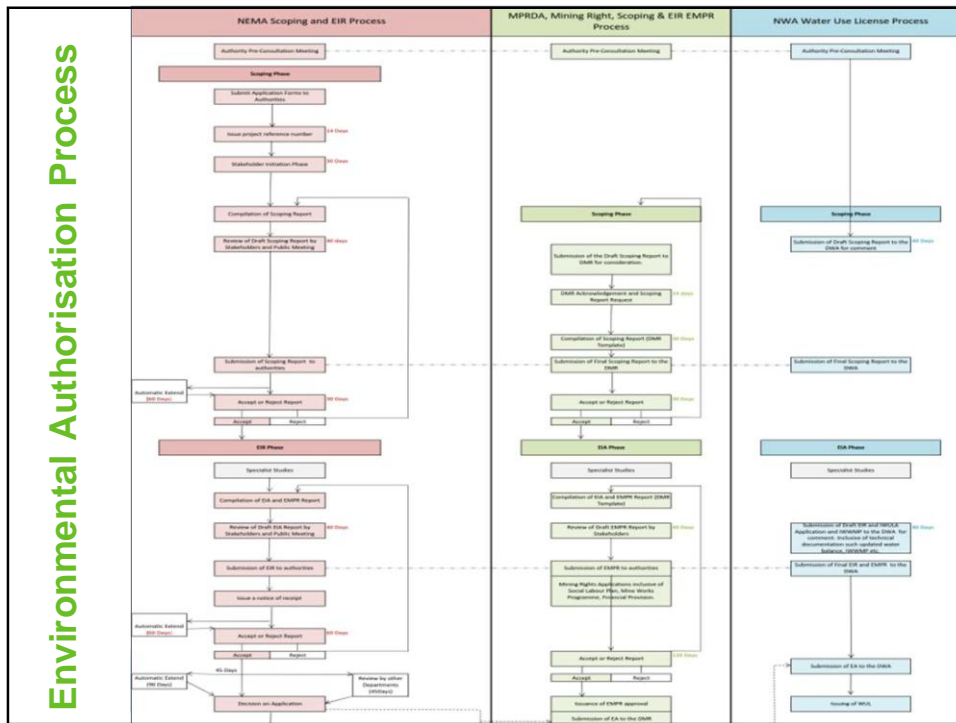 Environmental Authorisation Process
NEMA Scoping and EIR Process
Authority Pre-Consultation Meeting
Scoping Phase
Submit Application Forms to
Authorities
Issue project reference number
14 Days
Stakeholder Initiation Phase
30 Days
Compilation of Scoping Report
Review of Draft Scoping Report by
Stakeholders and Public Meeting
Submission of Scoping Report to
authorities
Automatic Extend
(60 Days)
Accept or Reject Report
30 Days
Accept
Reject
EIR Phase
Specialist Studies
Compilation of EIA and EMPR Report
Review of Draft EIA Report by
Stakeholders and Public Meeting
Submission of EIR to authorities
Issue a notice of receipt
Automatic Extend
(60 Days)
Accept or Reject Report
60 Days
Accept
Reject
45 Days
Automatic Extend
(90 Days)
Review by other
Departments
(45Days)
Decision on Application
MPRDA, Mining Right, Scoping & EIR EMPR
Process
Authority Pre-Consultation Meeting
Scoping Phase
Submission of the Draft Scoping Report to
DMR for consideration.
DMR Acknowledgement and Scoping
Report Request
14 days
Compilation of Scoping Report (DMR
Template)
30 Days
Submission of Final Scoping Report to the
DMR
Accept or Reject Report
Accept
Reject
EIA Phase
Specialist Studies
Compilation of EIA and EMPR Report (DMR
Template)
Review of Draft EMPR Report by
Stakeholders
Submission of EMPR to authorities
Mining Rights Applications inclusive of
Social Labour Plan, Mine Works
Programme, Financial Provision.
Accept or Reject Report
120 Days
Accept
Reject
Issuance of EMPR approval
Submission of EA to the DMR
NWA Water Use License Process
Authority Pre-Consultation Meeting
Scoping Phase
Submission of Draft Scoping Report to the
DWA for comment
Submission of Final Scoping Report to the
DWA
EIA Phase
Specialist Studies
Submission of Draft EIR and IWULA
Application and IWWMP to the DWA for
comment. Inclusive of technical
documentation such updated water
balance, IWWMP etc.
Submission of Final EIR and EMPR to the
DWA
Submission of EA to the DWA
Issuing of WUL